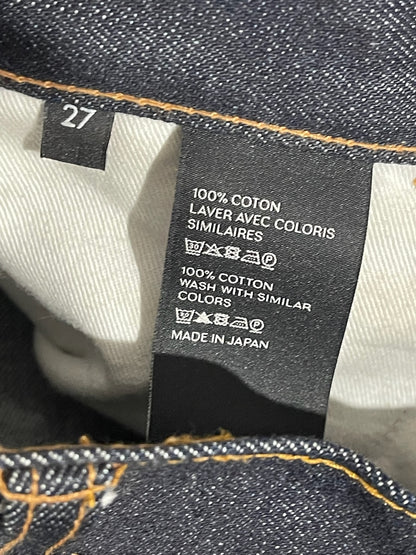 27
100% COTON
LAVER AVEC COLORIS
SIMILAIRES
100% COTTON
WASH WITH SIMILAR
COLORS
MADE IN JAPAN